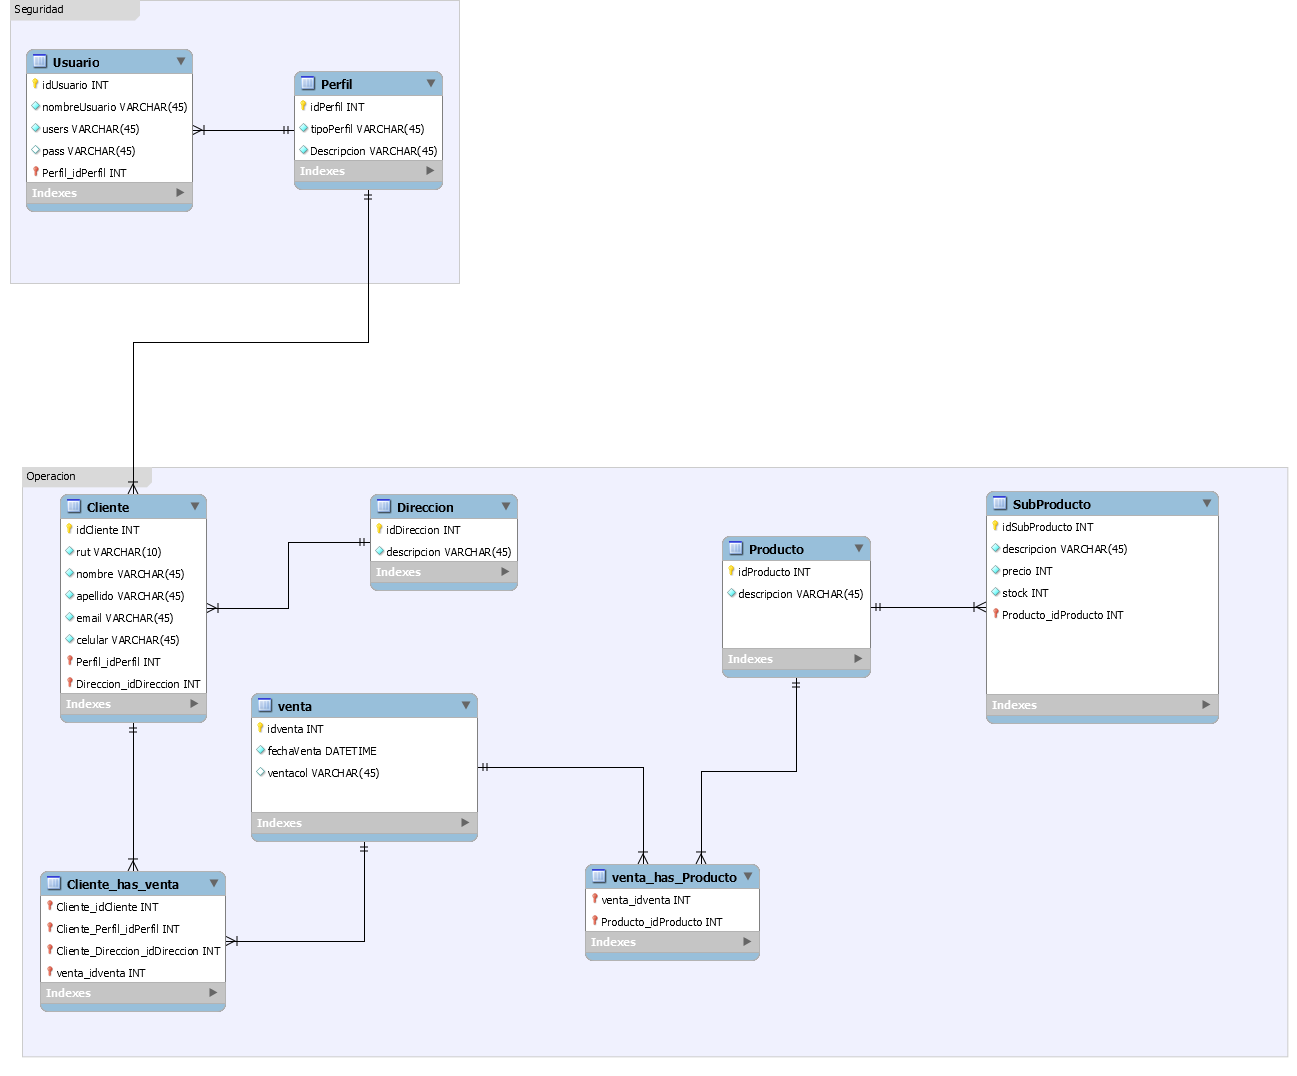 Seguridad
Usuario
idUsuario INT
nombreUsuario VARCHAR(45)
users VARCHAR(45)
pass VARCHAR(45)
Perfil_idPerfil INT
Indexes
Perfil
idPerfil INT
tipoPerfil VARCHAR(45)
Descripcion VARCHAR(45)
Indexes
Operacion
Cliente
idCliente INT
rut VARCHAR(10)
nombre VARCHAR(45)
apellido VARCHAR(45)
email VARCHAR(45)
celular VARCHAR(45)
Perfil_idPerfil INT
Direccion_idDireccion INT
Indexes
Direccion
idDireccion INT
descripcion VARCHAR(45)
Indexes
Producto
idProducto INT
descripcion VARCHAR(45)
Indexes
SubProducto
idSubProducto INT
descripcion VARCHAR(45)
precio INT
stock INT
Producto_idProducto INT
Indexes
venta
idventa INT
fechaVenta DATETIME
ventacol VARCHAR(45)
Indexes
Cliente_has_venta
Cliente_idCliente INT
Cliente_Perfil_idPerfil INT
Cliente_Direccion_idDireccion INT
venta_idventa INT
Indexes
venta_has_Producto
venta_idventa INT
Producto_idProducto INT
Indexes